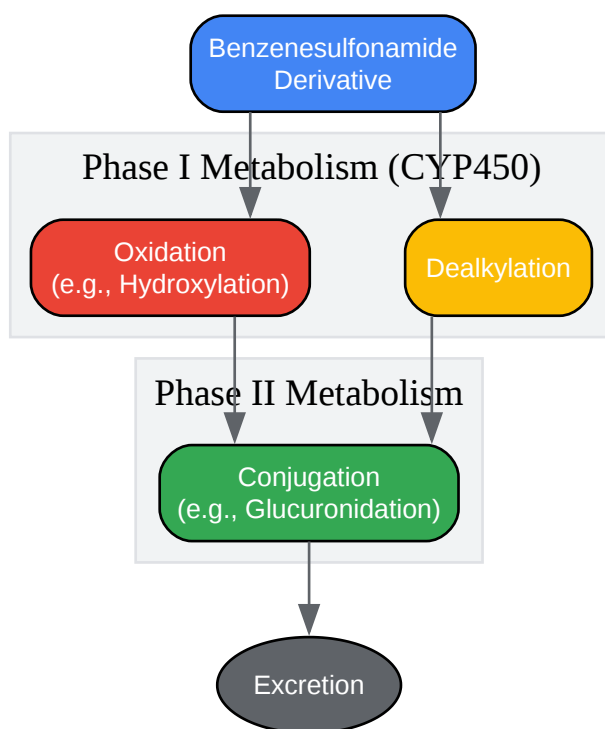 Benzenesulfonamide
Derivative
Phase I Metabolism (CYP450)
Oxidation
(e.g., Hydroxylation)
Dealkylation
Phase II Metabolism
Conjugation
(e.g., Glucuronidation)
Excretion